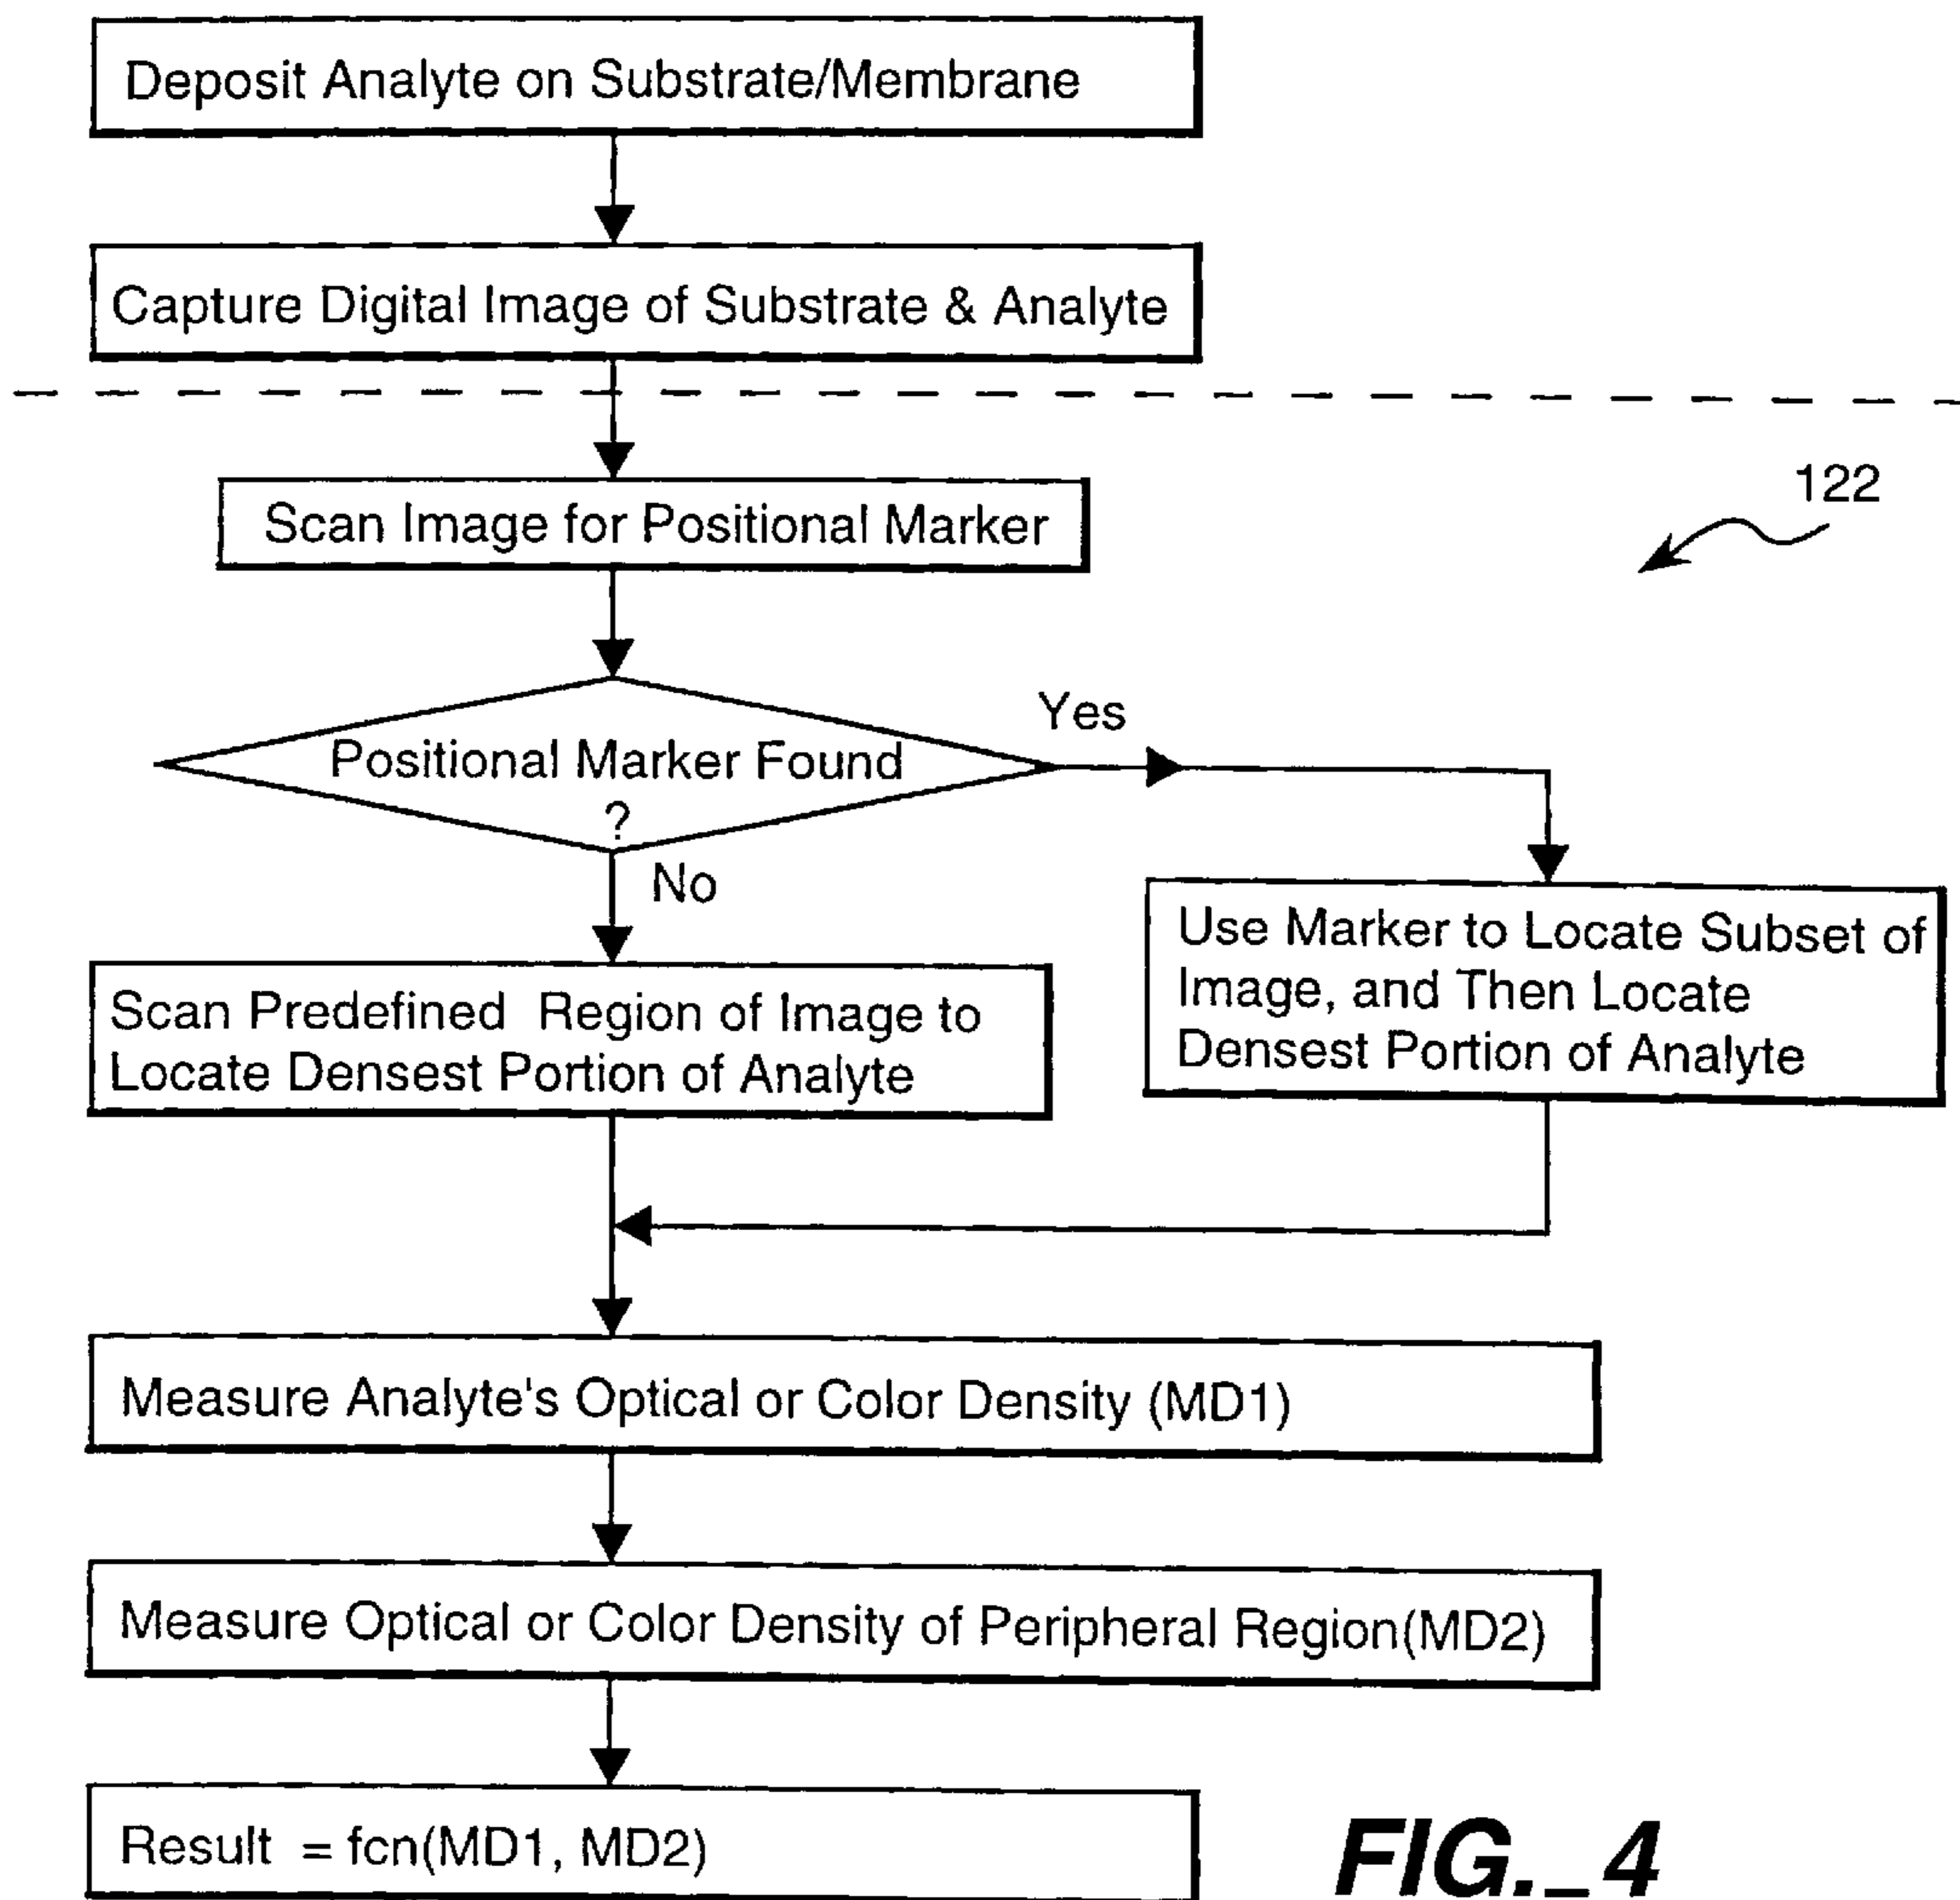 Deposit Analyte on Substrate/Membrane
Capture Digital Image of Substrate & Analyte
122
Scan Image for Positional Marker
Yes
Positional Marker Found
?
No
Use Marker to Locate Subset of
Image, and Then Locate
Densest Portion of Analyte
Scan Predefined Region of Image to
Locate Densest Portion of Analyte
Measure Analyte's Optical or Color Density (MD1)
Measure Optical or Color Density of Peripheral Region(MD2)
Result = fcn(MD1, MD2)
FIG._4